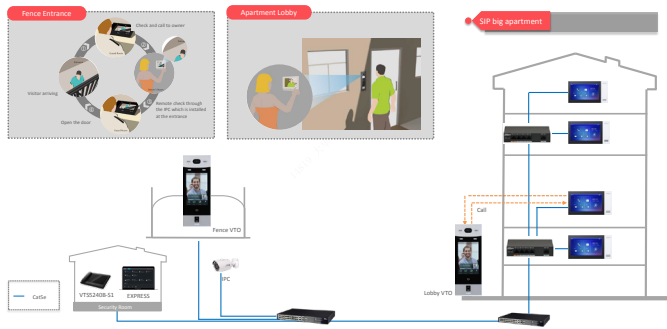 Fence Entrance
Check and call to owner
Visitor arriving
Remote check through
the IPC which is installed
at the entrance
Open the door
Apartment Lobby
SIP big apartment
Call
Fence VTO
IPC
Lobby VTO
VTS5240B-S1
EXPRESS
Security Room
Cat5e